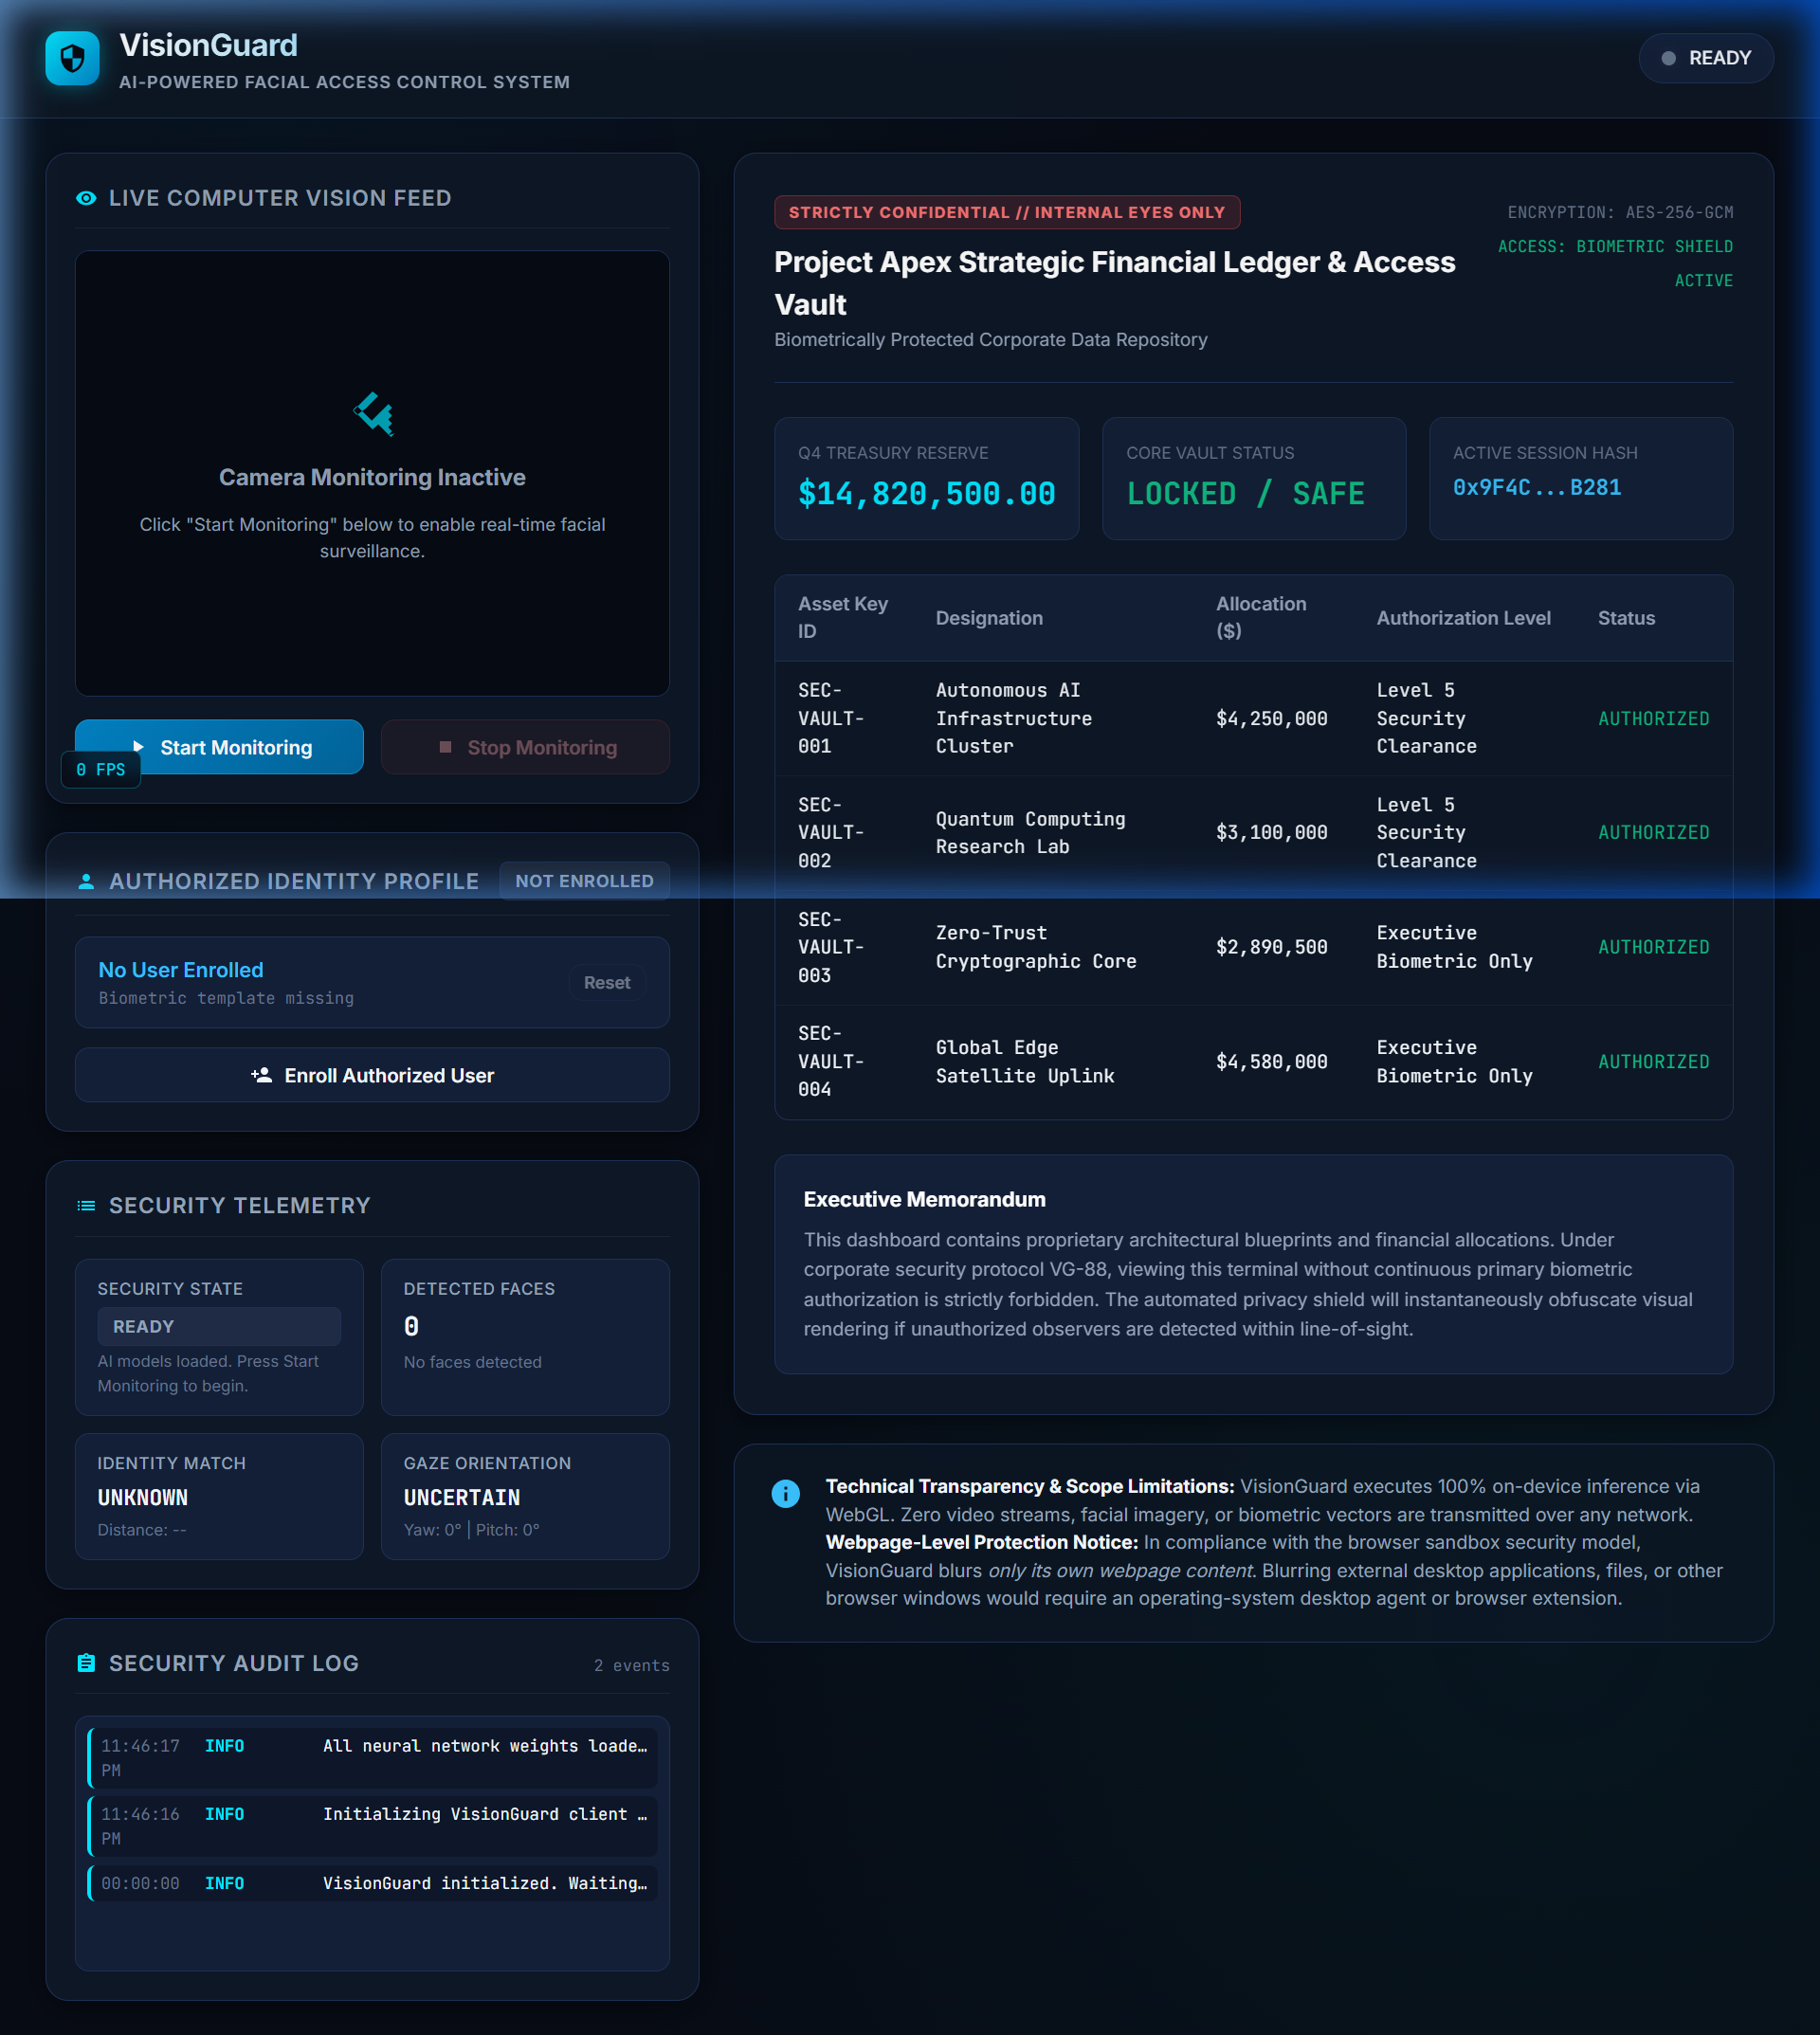 VisionGuard
AI-POWERED FACIAL ACCESS CONTROL SYSTEM
READY
LIVE COMPUTER VISION FEED
Camera Monitoring Inactive
Click "Start Monitoring" below to enable real-time facial
surveillance.
Start Monitoring
Stop Monitoring
0 FPS
AUTHORIZED IDENTITY PROFILE
NOT ENROLLED
No User Enrolled
Biometric template missing
Reset
Enroll Authorized User
SECURITY TELEMETRY
SECURITY STATE
READY
AI models loaded. Press Start
Monitoring to begin.
DETECTED FACES
0
No faces detected
IDENTITY MATCH
UNKNOWN
Distance: --
GAZE ORIENTATION
UNCERTAIN
Yaw: 0° | Pitch: 0°
SECURITY AUDIT LOG
2 events
11:46:17 PM INFO All neural network weights loade…
11:46:16 PM INFO Initializing VisionGuard client …
00:00:00 INFO VisionGuard initialized. Waiting…
STRICTLY CONFIDENTIAL // INTERNAL EYES ONLY
Project Apex Strategic Financial Ledger & Access
Vault
Biometrically Protected Corporate Data Repository
ENCRYPTION: AES-256-GCM
ACCESS: BIOMETRIC SHIELD
ACTIVE
Q4 TREASURY RESERVE
$14,820,500.00
CORE VAULT STATUS
LOCKED / SAFE
ACTIVE SESSION HASH
0x9F4C...B281
Asset Key ID Designation Allocation ($) Authorization Level Status
SEC-VAULT-001 Autonomous AI Infrastructure Cluster $4,250,000 Level 5 Security Clearance AUTHORIZED
SEC-VAULT-002 Quantum Computing Research Lab $3,100,000 Level 5 Security Clearance AUTHORIZED
SEC-VAULT-003 Zero-Trust Cryptographic Core $2,890,500 Executive Biometric Only AUTHORIZED
SEC-VAULT-004 Global Edge Satellite Uplink $4,580,000 Executive Biometric Only AUTHORIZED
Executive Memorandum
This dashboard contains proprietary architectural blueprints and financial allocations. Under
corporate security protocol VG-88, viewing this terminal without continuous primary biometric
authorization is strictly forbidden. The automated privacy shield will instantaneously obfuscate visual
rendering if unauthorized observers are detected within line-of-sight.
Technical Transparency & Scope Limitations: VisionGuard executes 100% on-device inference via
WebGL. Zero video streams, facial imagery, or biometric vectors are transmitted over any network.
Webpage-Level Protection Notice: In compliance with the browser sandbox security model,
VisionGuard blurs only its own webpage content. Blurring external desktop applications, files, or other
browser windows would require an operating-system desktop agent or browser extension.